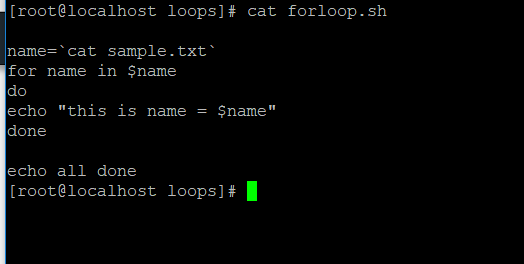 [root@localhost loops]# cat forloop.sh
name=`cat sample.txt`
for name in $name
do
echo "this is name = $name"
done
echo all done
[root@localhost loops]#